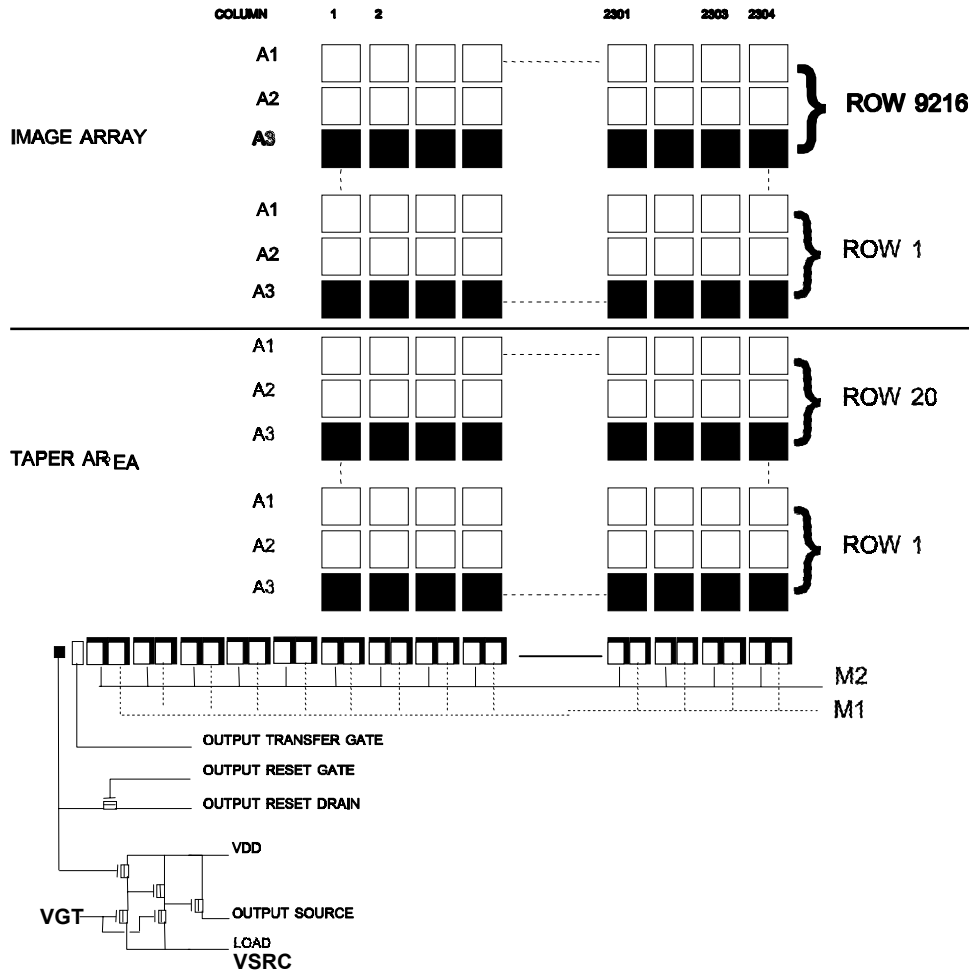 COLUMN 1 2 2301 2303 2304
A1
A2
ROW 9216
IMAGE ARRAY A3
A1
A2 ROW 1
A3
A1
A2 ROW 20
A3
TAPER AREA
A1
A2 ROW 1
A3
M2
M1
OUTPUT TRANSFER GATE
OUTPUT RESET GATE
OUTPUT RESET DRAIN
VDD
VGT OUTPUT SOURCE
LOAD
VSRC